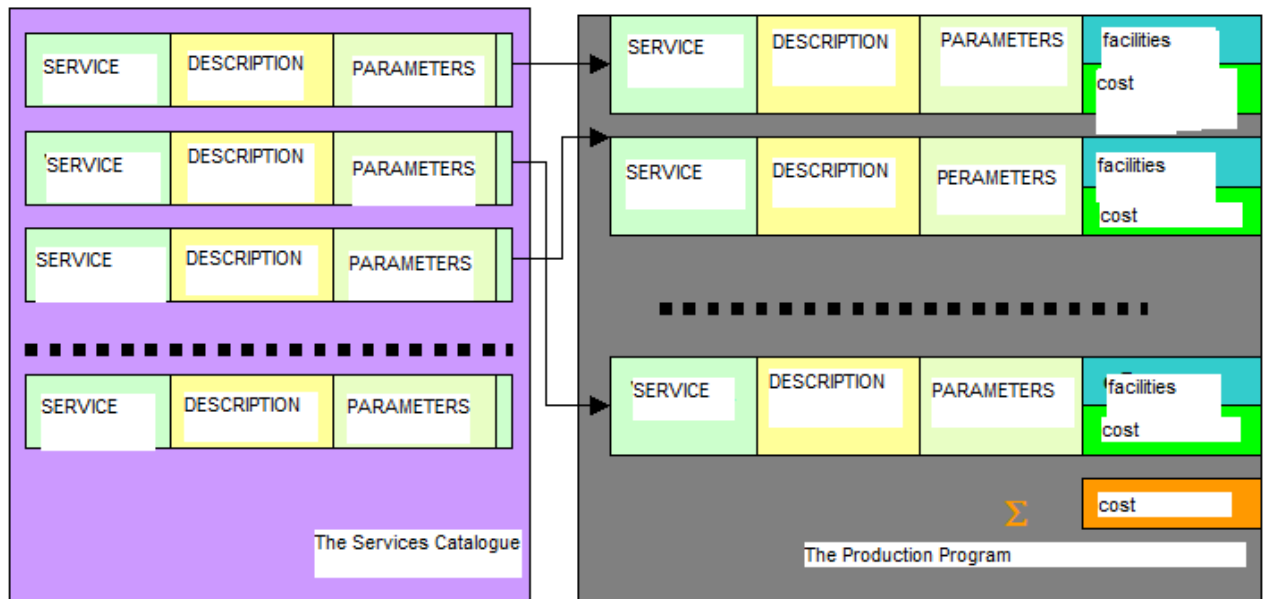 SERVICE DESCRIPTION PARAMETERS
'SERVICE DESCRIPTION PARAMETERS
SERVICE DESCRIPTION PARAMETERS
SERVICE DESCRIPTION PARAMETERS
The Services Catalogue
SERVICE DESCRIPTION PARAMETERS facilities
cost
SERVICE DESCRIPTION PERAMETERS facilities
cost
'SERVICE DESCRIPTION PARAMETERS facilities
cost
Σ cost
The Production Program